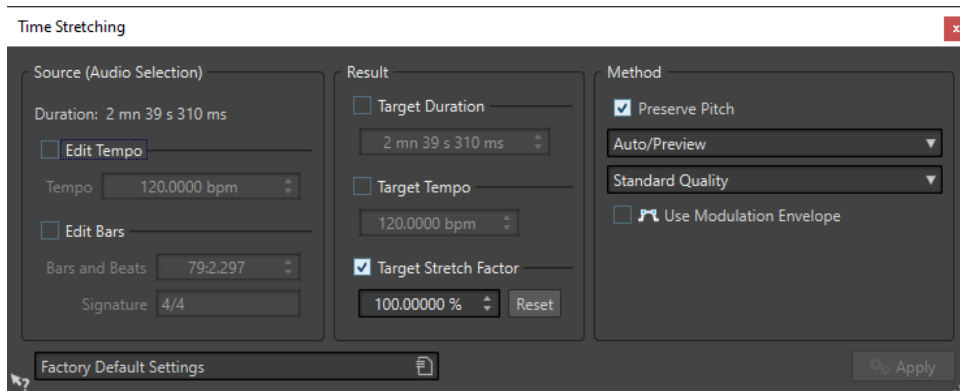 Time Stretching
x
Source (Audio Selection)
Duration: 2 mn 39 s 310 ms
Edit Tempo
Tempo 120.0000 bpm
Edit Bars
Bars and Beats 79:2.297
Signature 4/4
Result
Target Duration
2 mn 39 s 310 ms
Target Tempo
120.0000 bpm
Target Stretch Factor
100.00000 % Reset
Method
Preserve Pitch
Auto/Preview
Standard Quality
Use Modulation Envelope
Factory Default Settings
Apply
?